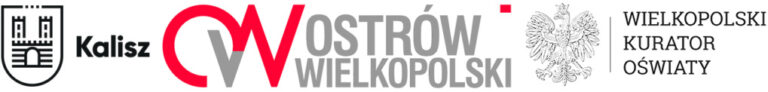 Kalisz
OSTRÓW
WIELKOPOLSKI
WIELKOPOLSKI
KURATOR
OŚWIATY